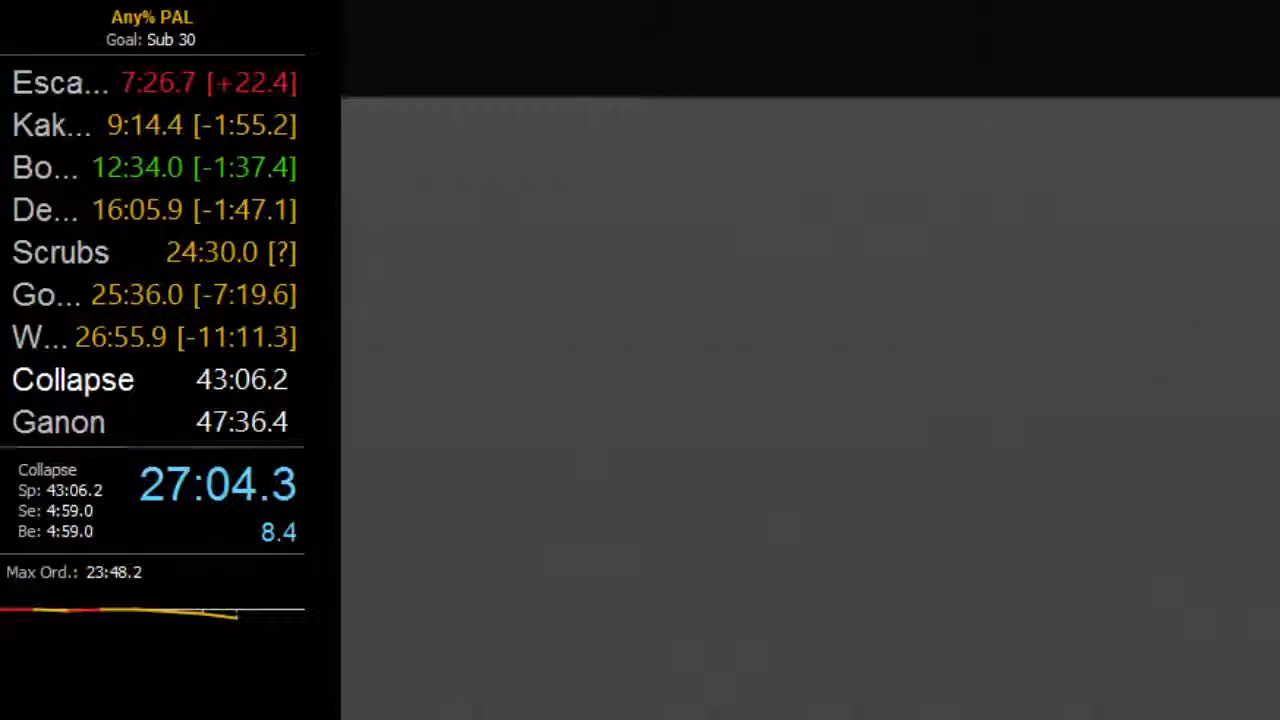 Any% PAL
Goal: Sub 30
Esca... 7:26.7 [+22.4]
Kak... 9:14.4 [-1:55.2]
Bo... 12:34.0 [-1:37.4]
De... 16:05.9 [-1:47.1]
Scrubs 24:30.0 [?]
Go... 25:36.0 [-7:19.6]
W... 26:55.9 [-11:11.3]
Collapse 43:06.2
Ganon 47:36.4
Collapse
27:04.3
Sp: 43:06.2
Se: 4:59.0
Be: 4:59.0
8.4
Max Ord.: 23:48.2